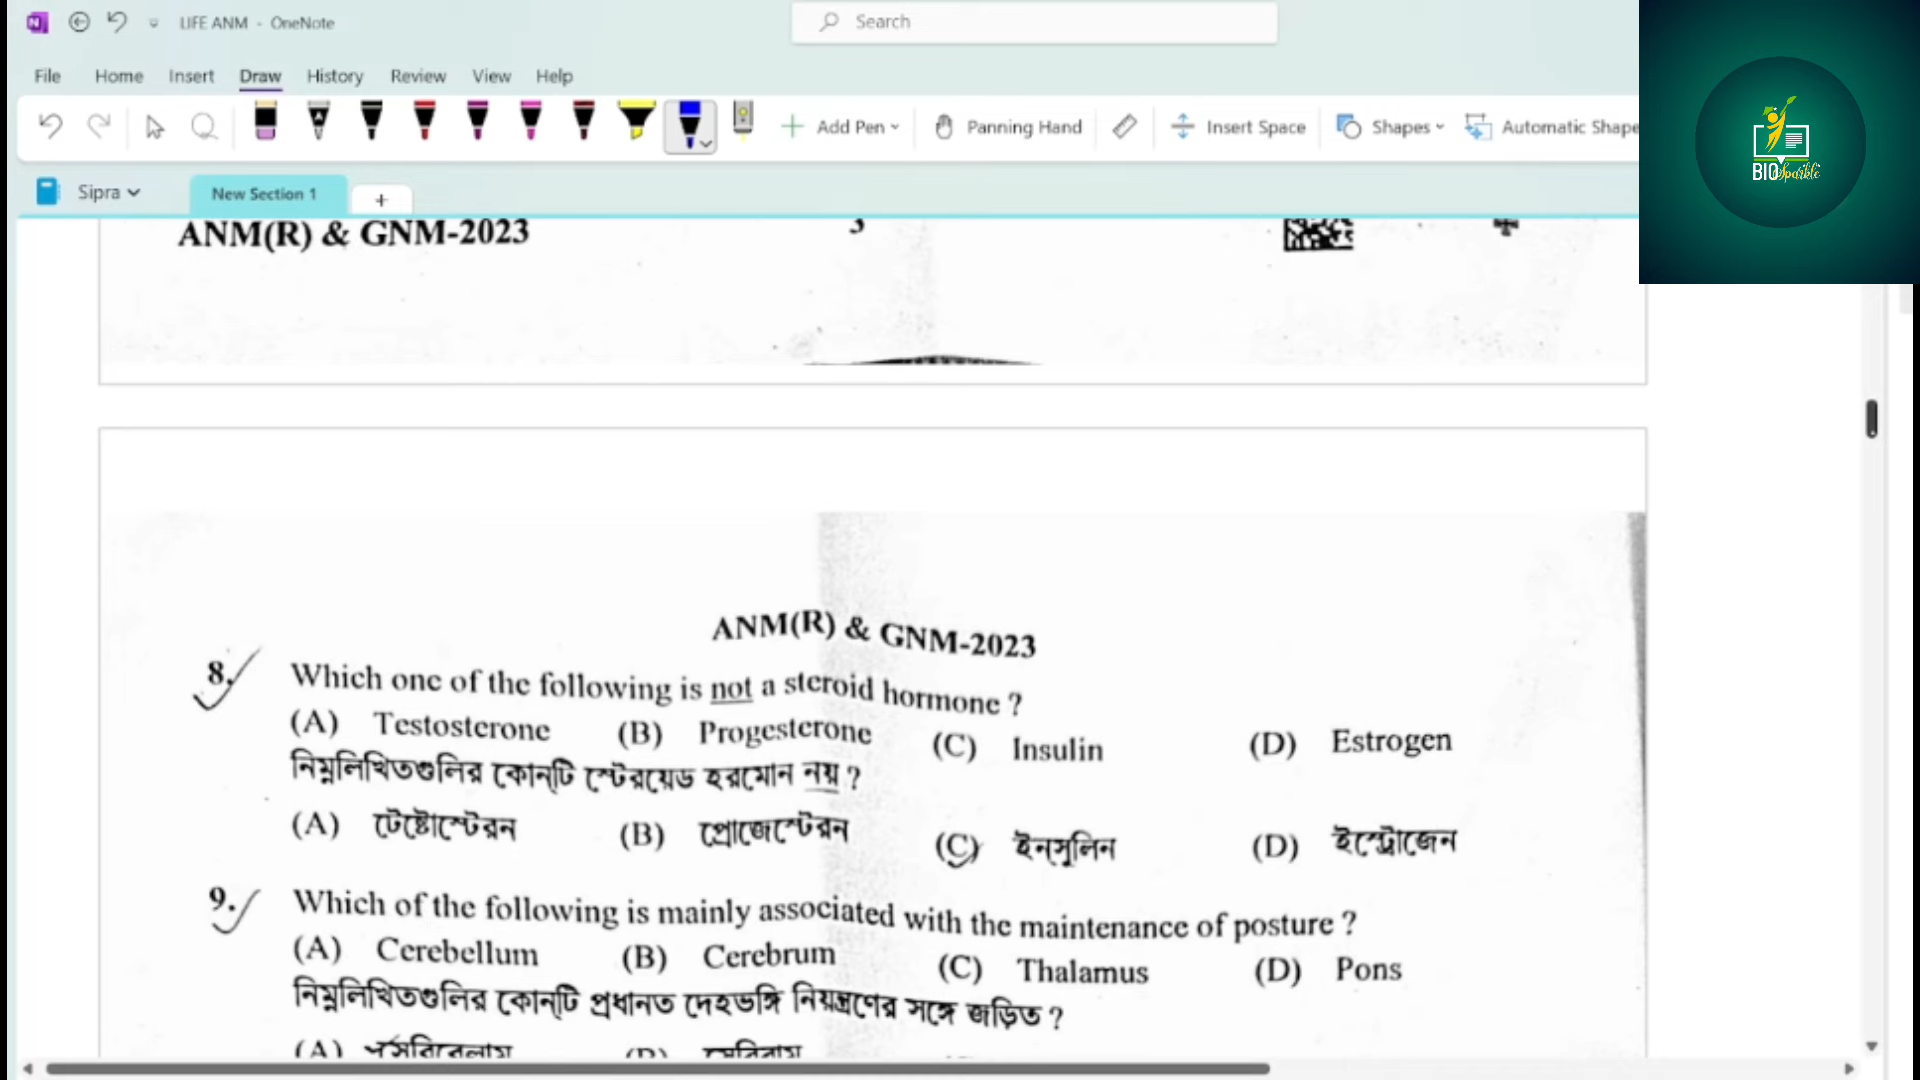 LIFE ANM - OneNote
Search
File Home Insert Draw History Review View Help
Add Pen Panning Hand Insert Space Shapes Automatic Shape
Sipra New Section 1 +
BIO Sparkle
ANM(R) & GNM-2023 3
ANM(R) & GNM-2023
8. Which one of the following is not a steroid hormone ?
(A) Testosterone (B) Progesterone (C) Insulin (D) Estrogen
নিম্নলিখিতগুলির কোন্‌টি স্টেরয়েড হরমোন নয় ?
(A) টেষ্টোস্টেরন (B) প্রোজেস্টেরন (C) ইন্‌সুলিন (D) ইস্ট্রোজেন
9. Which of the following is mainly associated with the maintenance of posture ?
(A) Cerebellum (B) Cerebrum (C) Thalamus (D) Pons
নিম্নলিখিতগুলির কোন্‌টি প্রধানত দেহভঙ্গি নিয়ন্ত্রণের সঙ্গে জড়িত ?
(A) (B)